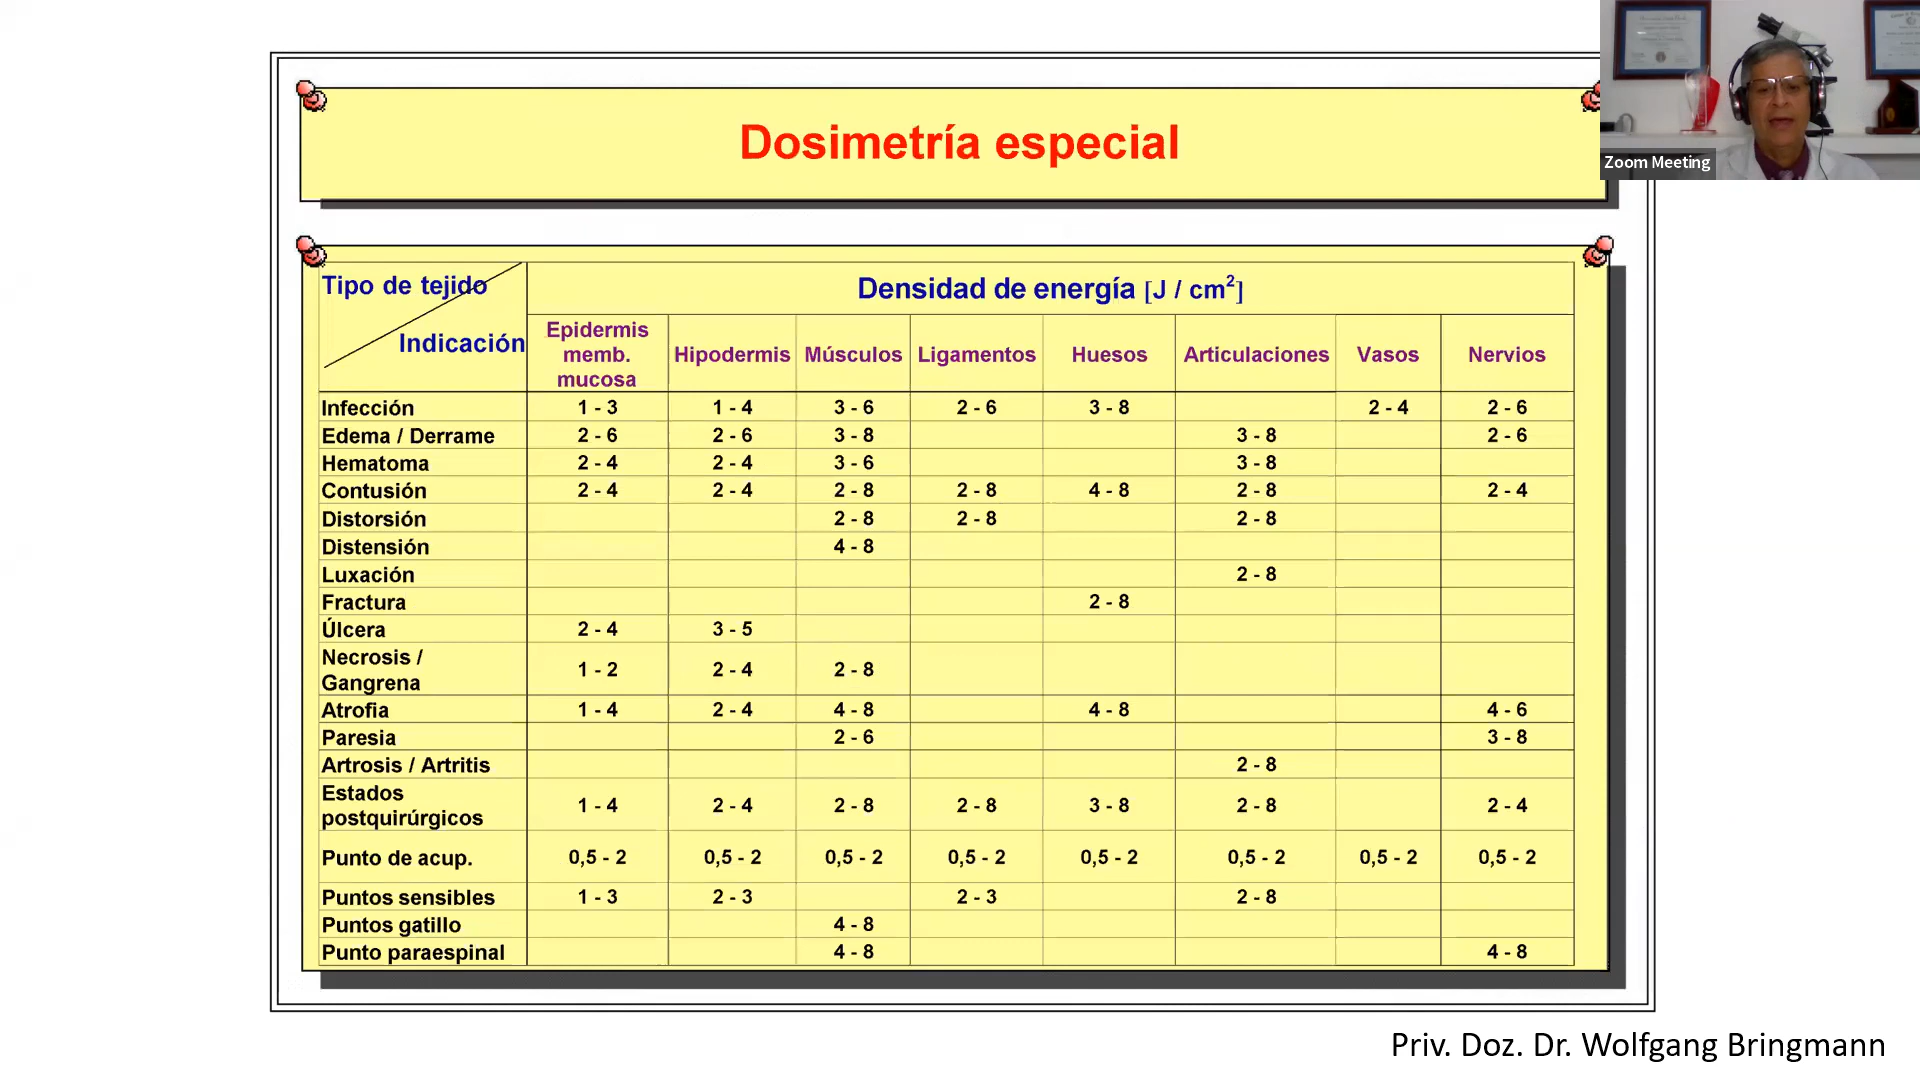 Zoom Meeting
Dosimetría especial
Tipo de tejido
Indicación
Densidad de energía [J / cm²]
Epidermis memb. mucosa Hipodermis Músculos Ligamentos Huesos Articulaciones Vasos Nervios
Infección 1 - 3 1 - 4 3 - 6 2 - 6 3 - 8 2 - 4 2 - 6
Edema / Derrame 2 - 6 2 - 6 3 - 8 3 - 8 2 - 6
Hematoma 2 - 4 2 - 4 3 - 6 3 - 8
Contusión 2 - 4 2 - 4 2 - 8 2 - 8 4 - 8 2 - 8 2 - 4
Distorsión 2 - 8 2 - 8 2 - 8
Distensión 4 - 8
Luxación 2 - 8
Fractura 2 - 8
Úlcera 2 - 4 3 - 5
Necrosis /
Gangrena 1 - 2 2 - 4 2 - 8
Atrofia 1 - 4 2 - 4 4 - 8 4 - 8 4 - 6
Paresia 2 - 6 3 - 8
Artrosis / Artritis 2 - 8
Estados
postquirúrgicos 1 - 4 2 - 4 2 - 8 2 - 8 3 - 8 2 - 8 2 - 4
Punto de acup. 0,5 - 2 0,5 - 2 0,5 - 2 0,5 - 2 0,5 - 2 0,5 - 2 0,5 - 2 0,5 - 2
Puntos sensibles 1 - 3 2 - 3 2 - 3 2 - 8
Puntos gatillo 4 - 8
Punto paraespinal 4 - 8 4 - 8
Priv. Doz. Dr. Wolfgang Bringmann